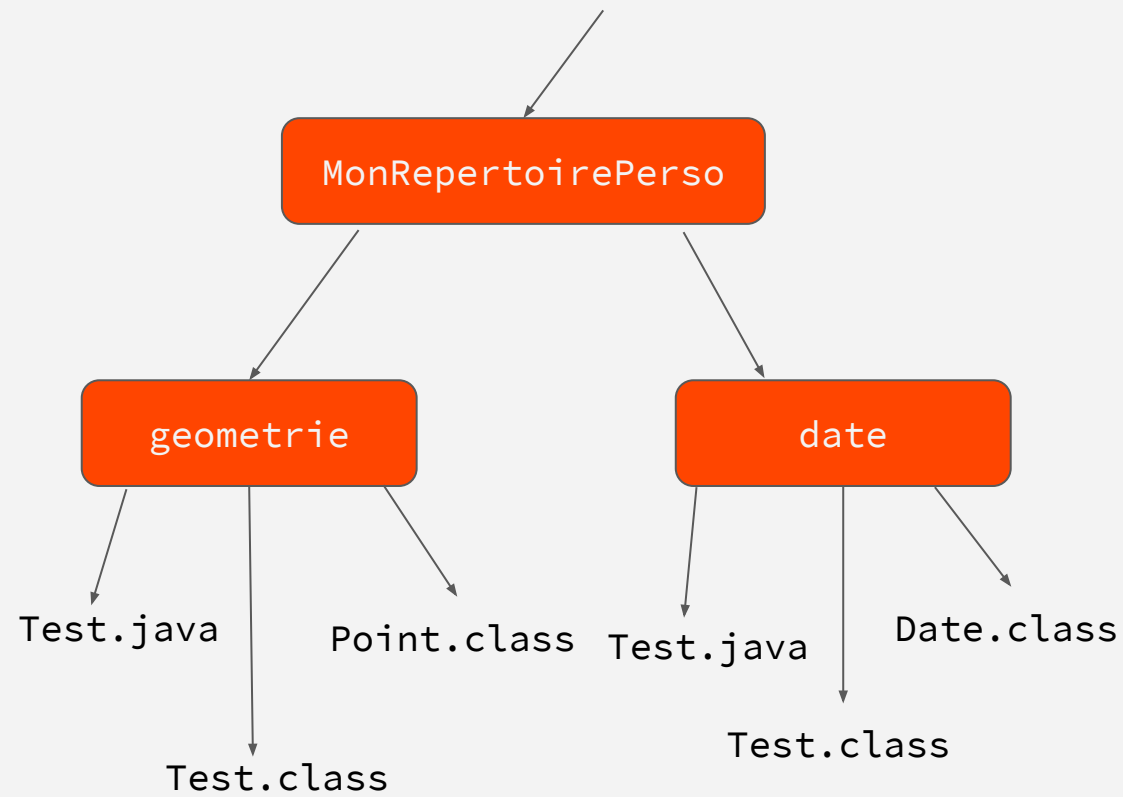 MonRepertoirePerso
geometrie
date
Test.java
Point.class
Test.java
Date.class
Test.class
Test.class